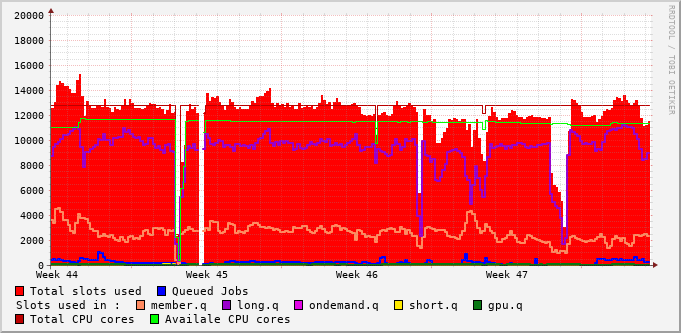 20000
18000
16000
14000
12000
10000
8000
6000
4000
2000
0
Week 44 Week 45 Week 46 Week 47
RRDTOOL / TOBI OETIKER
Total slots used Queued Jobs
Slots used in : member.q long.q ondemand.q short.q gpu.q
Total CPU cores Availale CPU cores